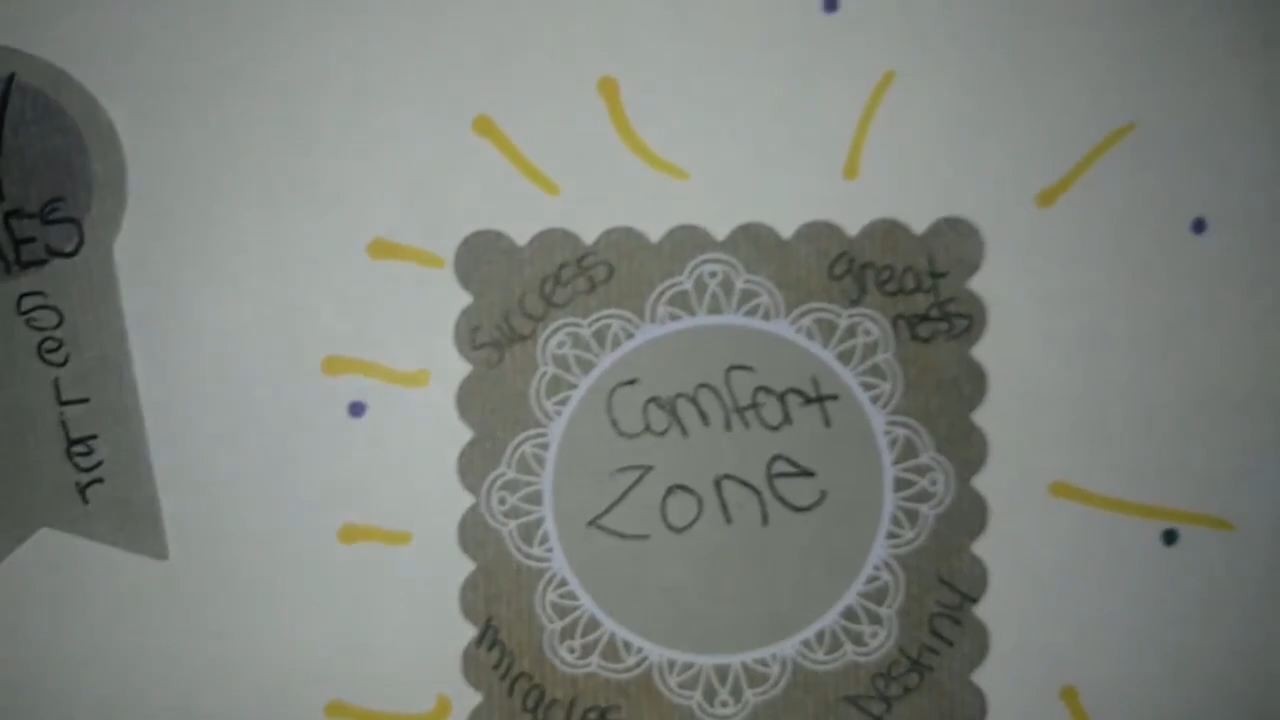 success
great
ness
Comfort
Zone
miracles
Destiny